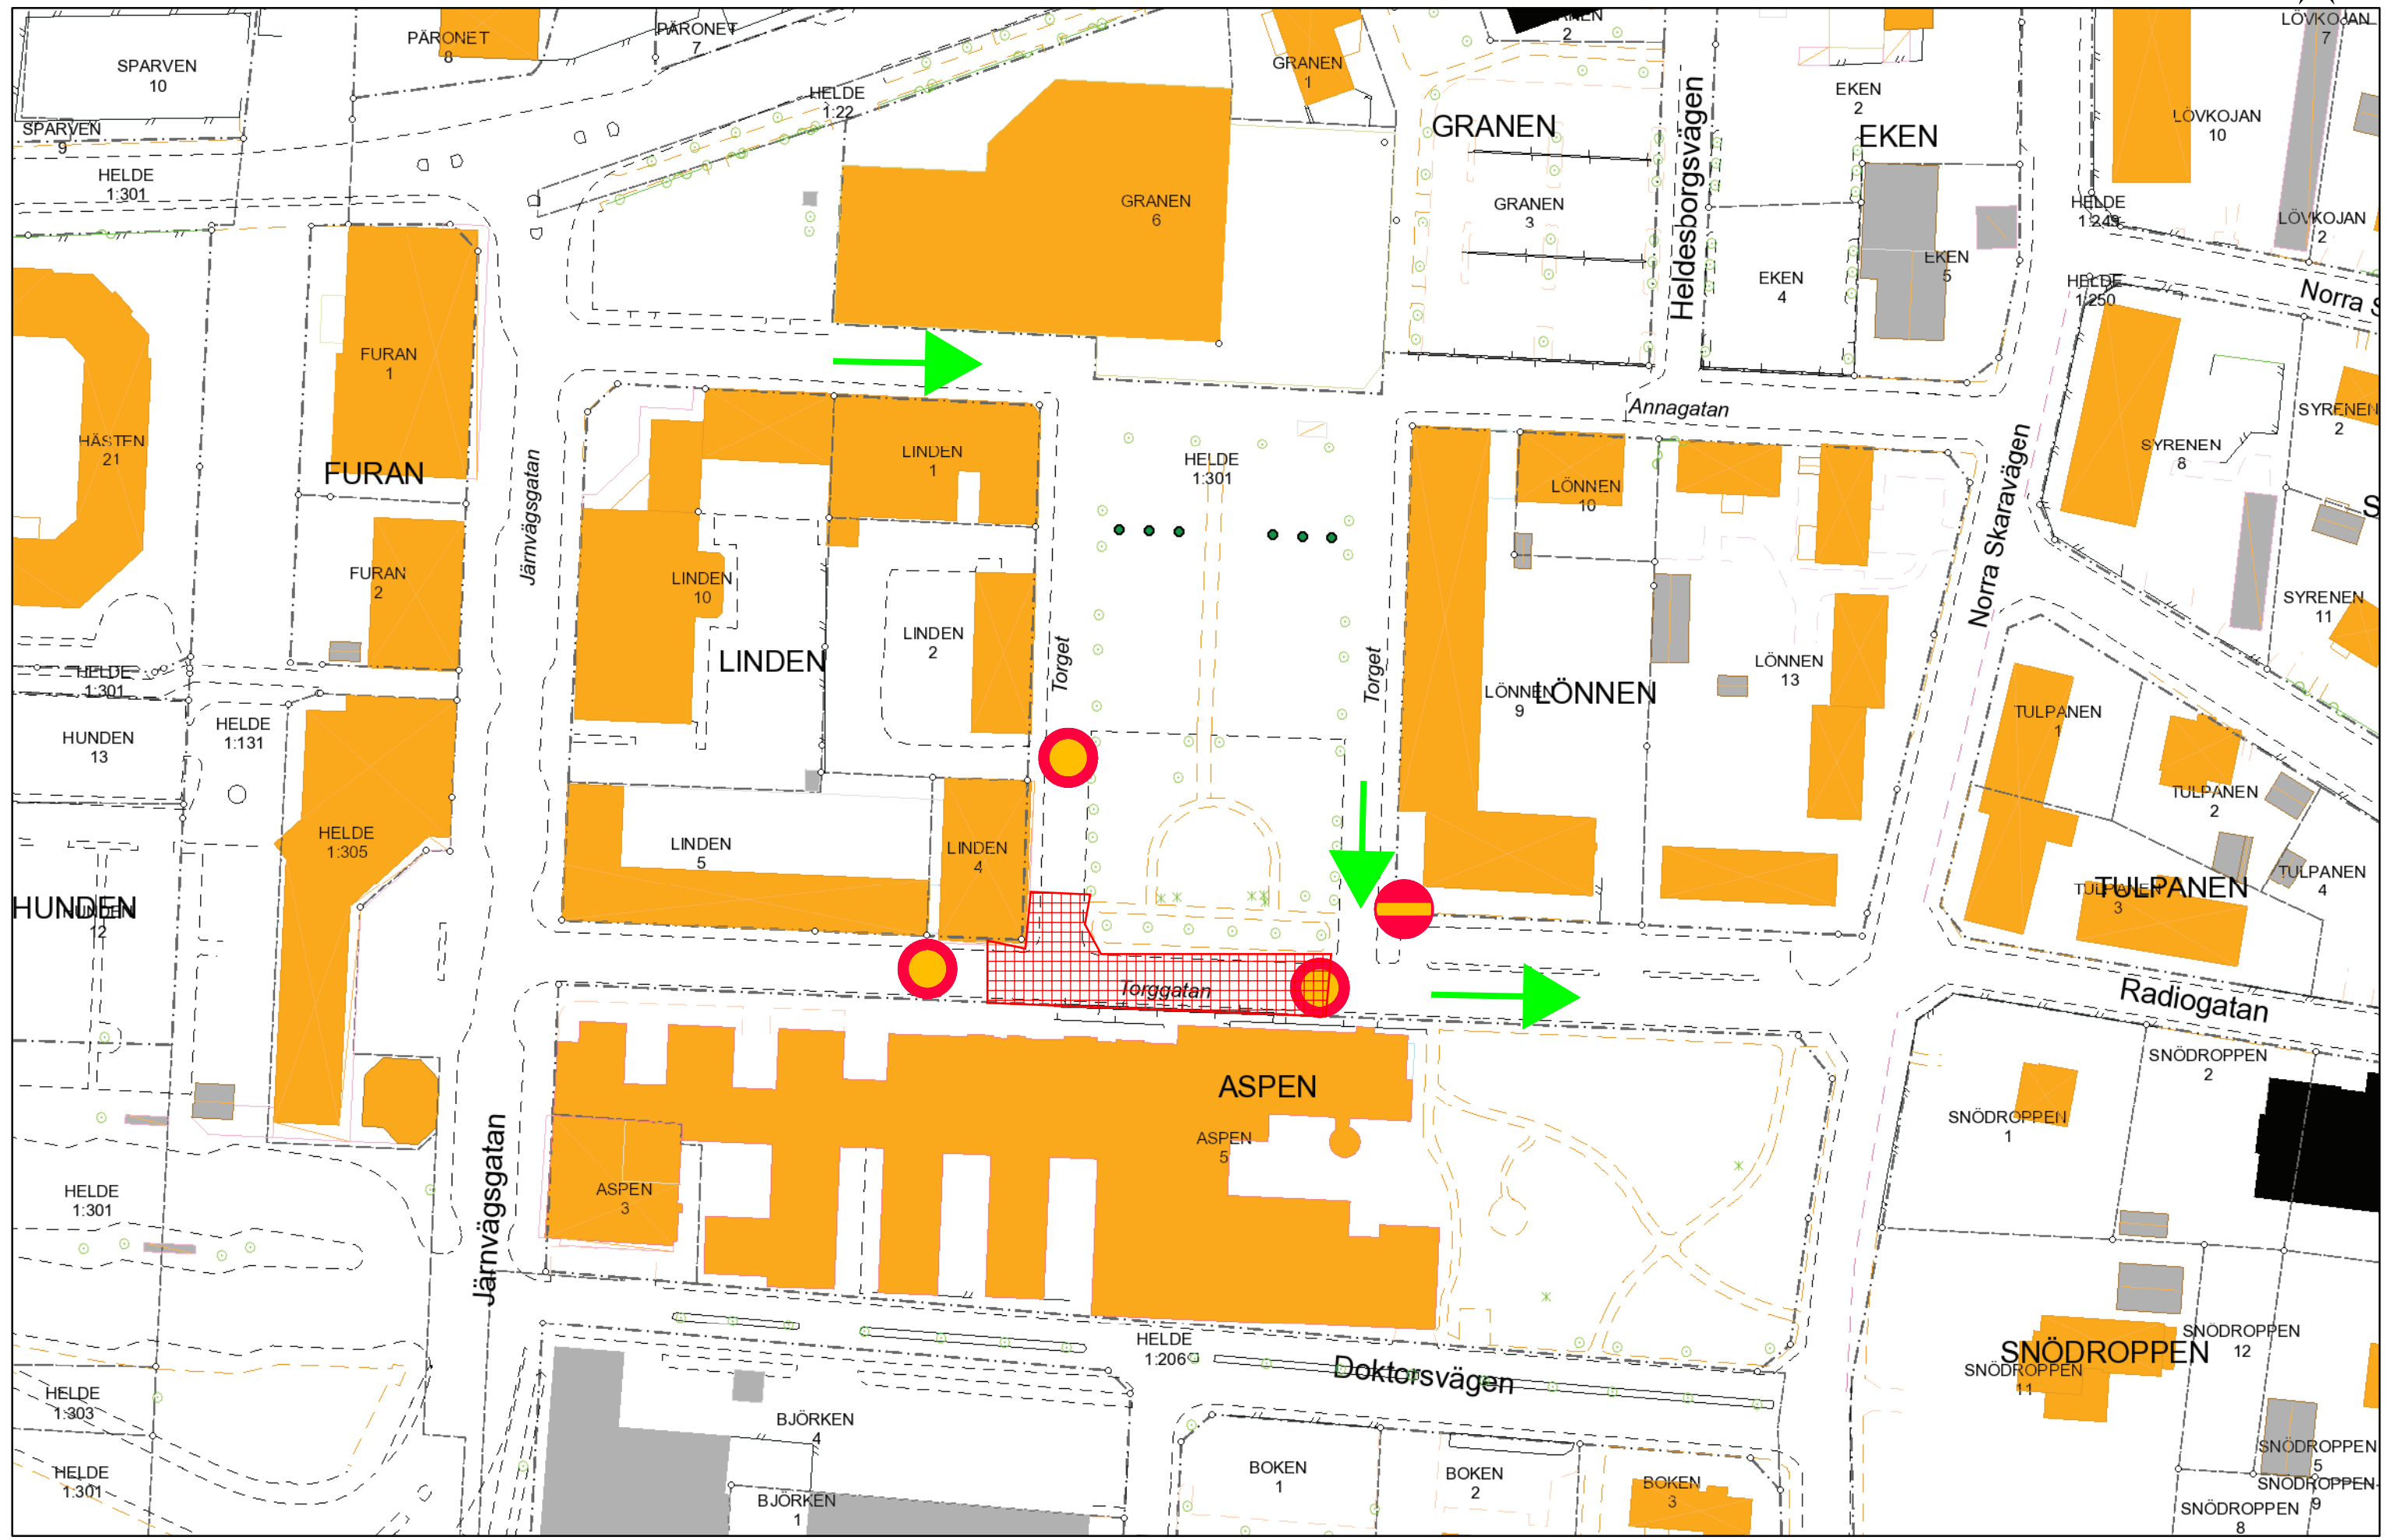 PÄRONET
8
PÄRONET
7
LÖVKOJAN
7
2
SPARVEN
10
GRANEN
1
HELDE
1:22
EKEN
2
GRANEN
EKEN
LÖVKOJAN
10
SPARVEN
9
HELDE
1:301
GRANEN
6
GRANEN
3
Heldesborgsvägen
HELDE
1:249
LÖVKOJAN
2
EKEN
5
EKEN
4
HELDE
1:250
Norra S
FURAN
1
Annagatan
SYRENEN
2
HÄSTEN
21
FURAN
LINDEN
1
HELDE
1:301
SYRENEN
8
LÖNNEN
10
S
Järnvägsgatan
Norra Skaravägen
FURAN
2
LINDEN
10
SYRENEN
11
LINDEN
2
LINDEN
Torget
Torget
LÖNNEN
13
LÖNNEN
9
LÖNNEN
HELDE
1:301
TULPANEN
1
HUNDEN
13
HELDE
1:131
TULPANEN
2
HELDE
1:305
LINDEN
5
LINDEN
4
TULPANEN
4
TULPANEN
3
TULPANEN
HUNDEN
HUNDEN
12
Torggatan
Radiogatan
SNÖDROPPEN
2
ASPEN
SNÖDROPPEN
1
ASPEN
5
HELDE
1:301
ASPEN
3
Järnvägsgatan
HELDE
1:206
Doktorsvägen
SNÖDROPPEN
12
SNÖDROPPEN
SNÖDROPPEN
11
HELDE
1:303
BJÖRKEN
4
SNÖDROPPEN
5
BOKEN
1
BOKEN
2
BOKEN
3
HELDE
1:301
BJÖRKEN
1
SNÖDROPPEN
9
SNÖDROPPEN
8